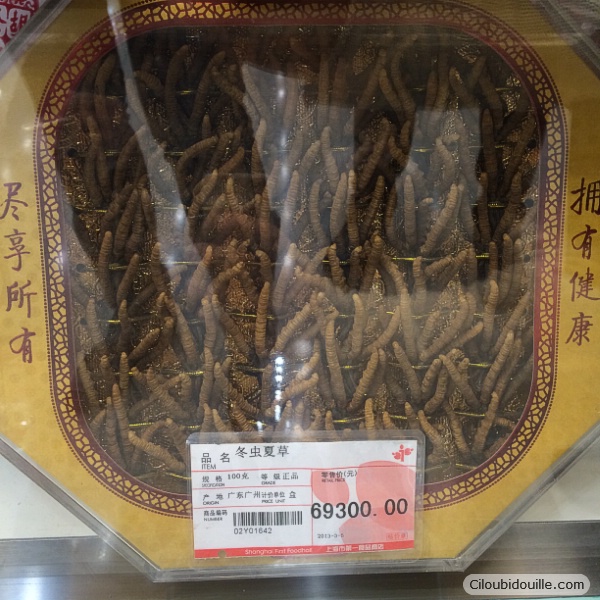 拥有健康
尽享所有
品名 冬虫夏草
ITEM
规格 100克 等级 正品
零售价(元)
RETAIL PRICE
产地 广东广州 计价单位 盒
ORIGIN PRICE UNIT
69300.00
商品编码
NUMBER
02Y01642
Shanghai First Foodhall 上海市第一食品商店
Ciloubidouille.com